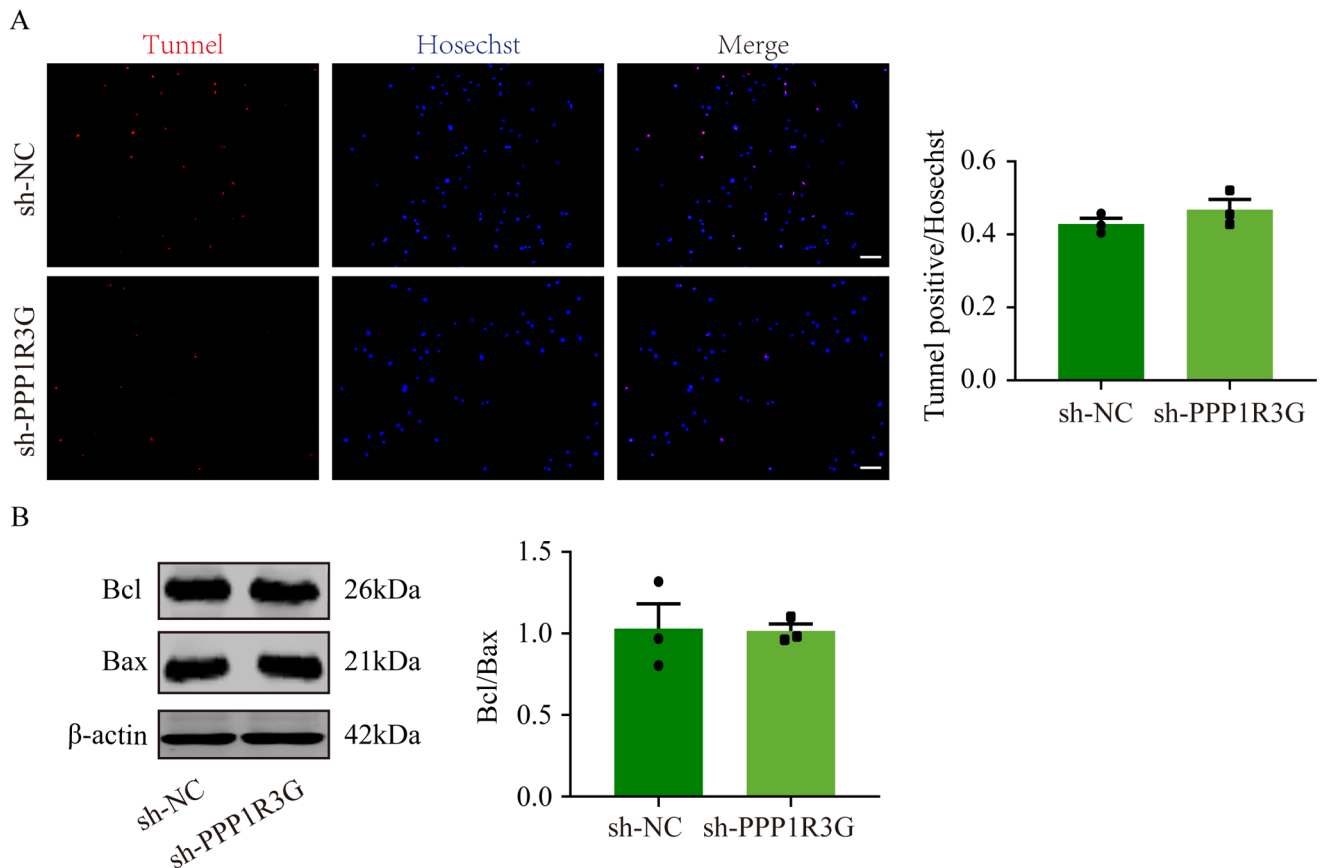 A
Tunnel
Hosechst
Merge
sh-NC
sh-PPP1R3G
Tunnel positive/Hosechst
0.6
0.4
0.2
0.0
sh-NC
sh-PPP1R3G
B
Bcl
26kDa
Bax
21kDa
β-actin
42kDa
sh-NC
sh-PPP1R3G
Bcl/Bax
1.5
1.0
0.5
0.0
sh-NC
sh-PPP1R3G